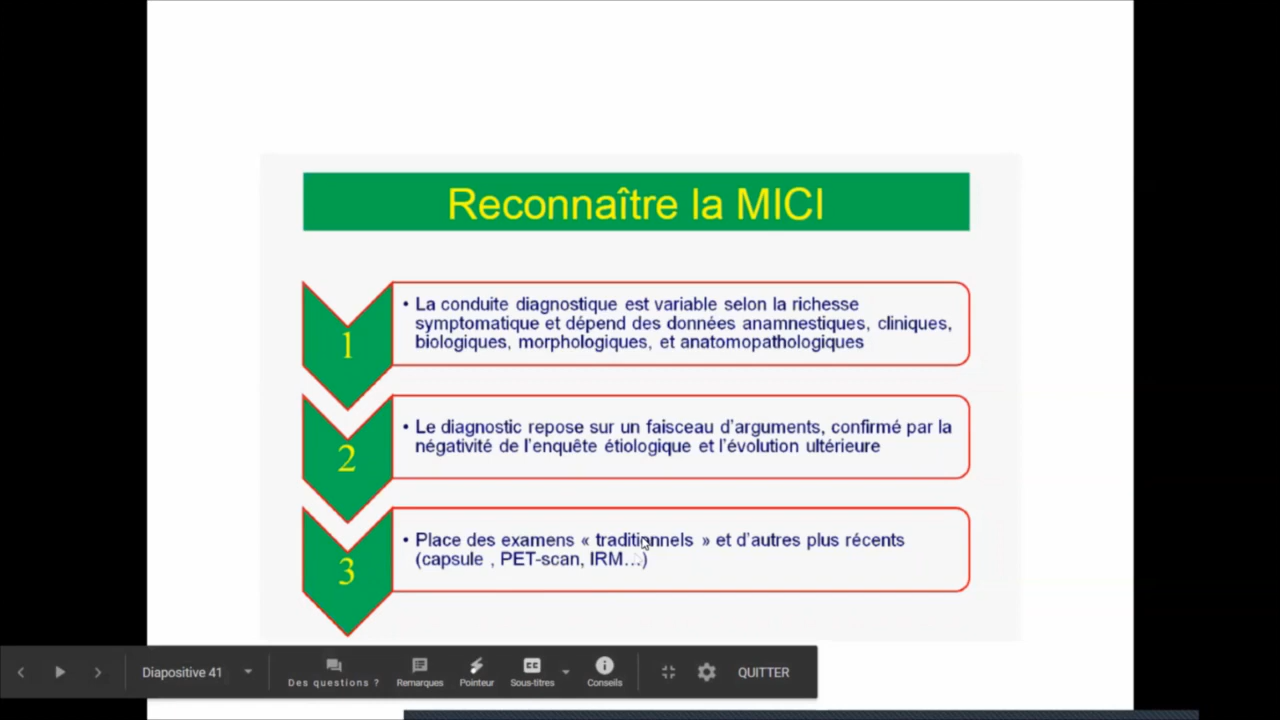 Reconnaître la MICI
1
• La conduite diagnostique est variable selon la richesse
symptomatique et dépend des données anamnestiques, cliniques,
biologiques, morphologiques, et anatomopathologiques
2
• Le diagnostic repose sur un faisceau d'arguments, confirmé par la
négativité de l'enquête étiologique et l'évolution ultérieure
3
• Place des examens « traditionnels » et d'autres plus récents
(capsule , PET-scan, IRM…)
Diapositive 41
Des questions ?
Remarques
Pointeur
CC
Sous-titres
Conseils
QUITTER